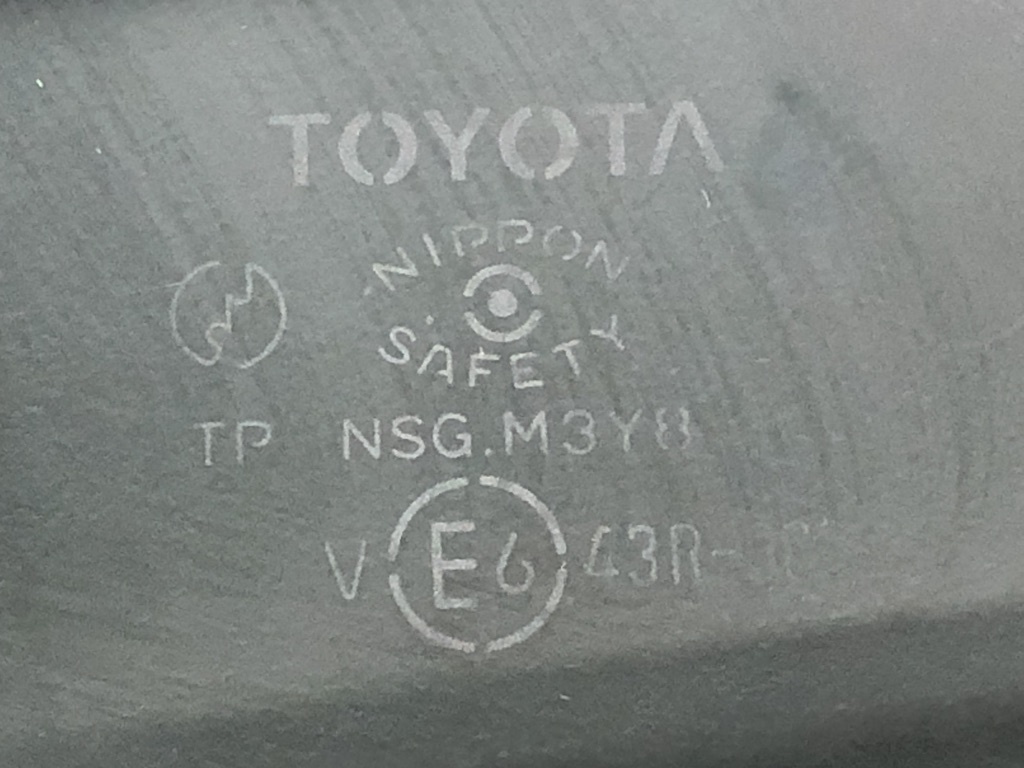 TOYOTA
NIPPON
SAFETY
TP NSG.M3Y8
V E6 43R-